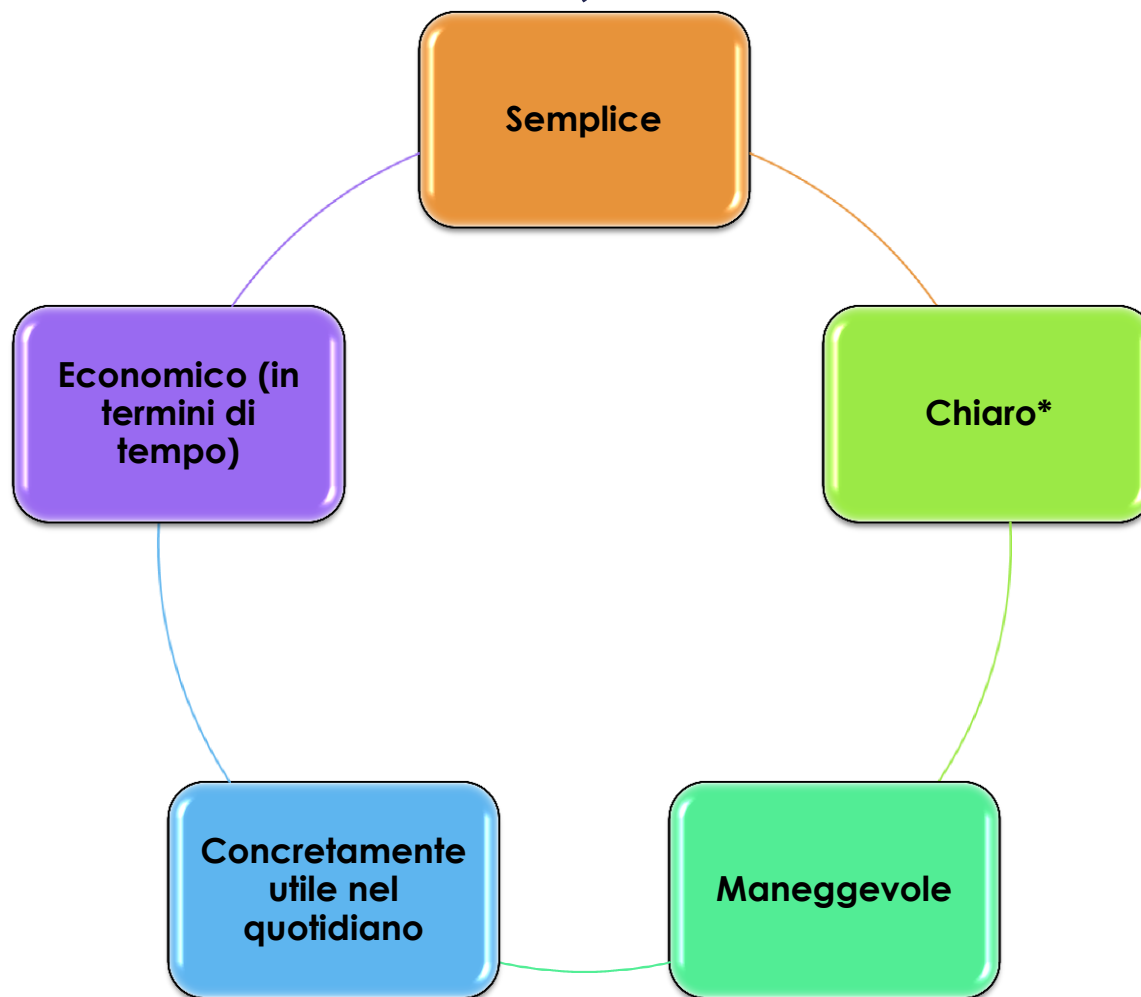 Semplice
Chiaro*
Maneggevole
Concretamente
utile nel
quotidiano
Economico (in
termini di
tempo)